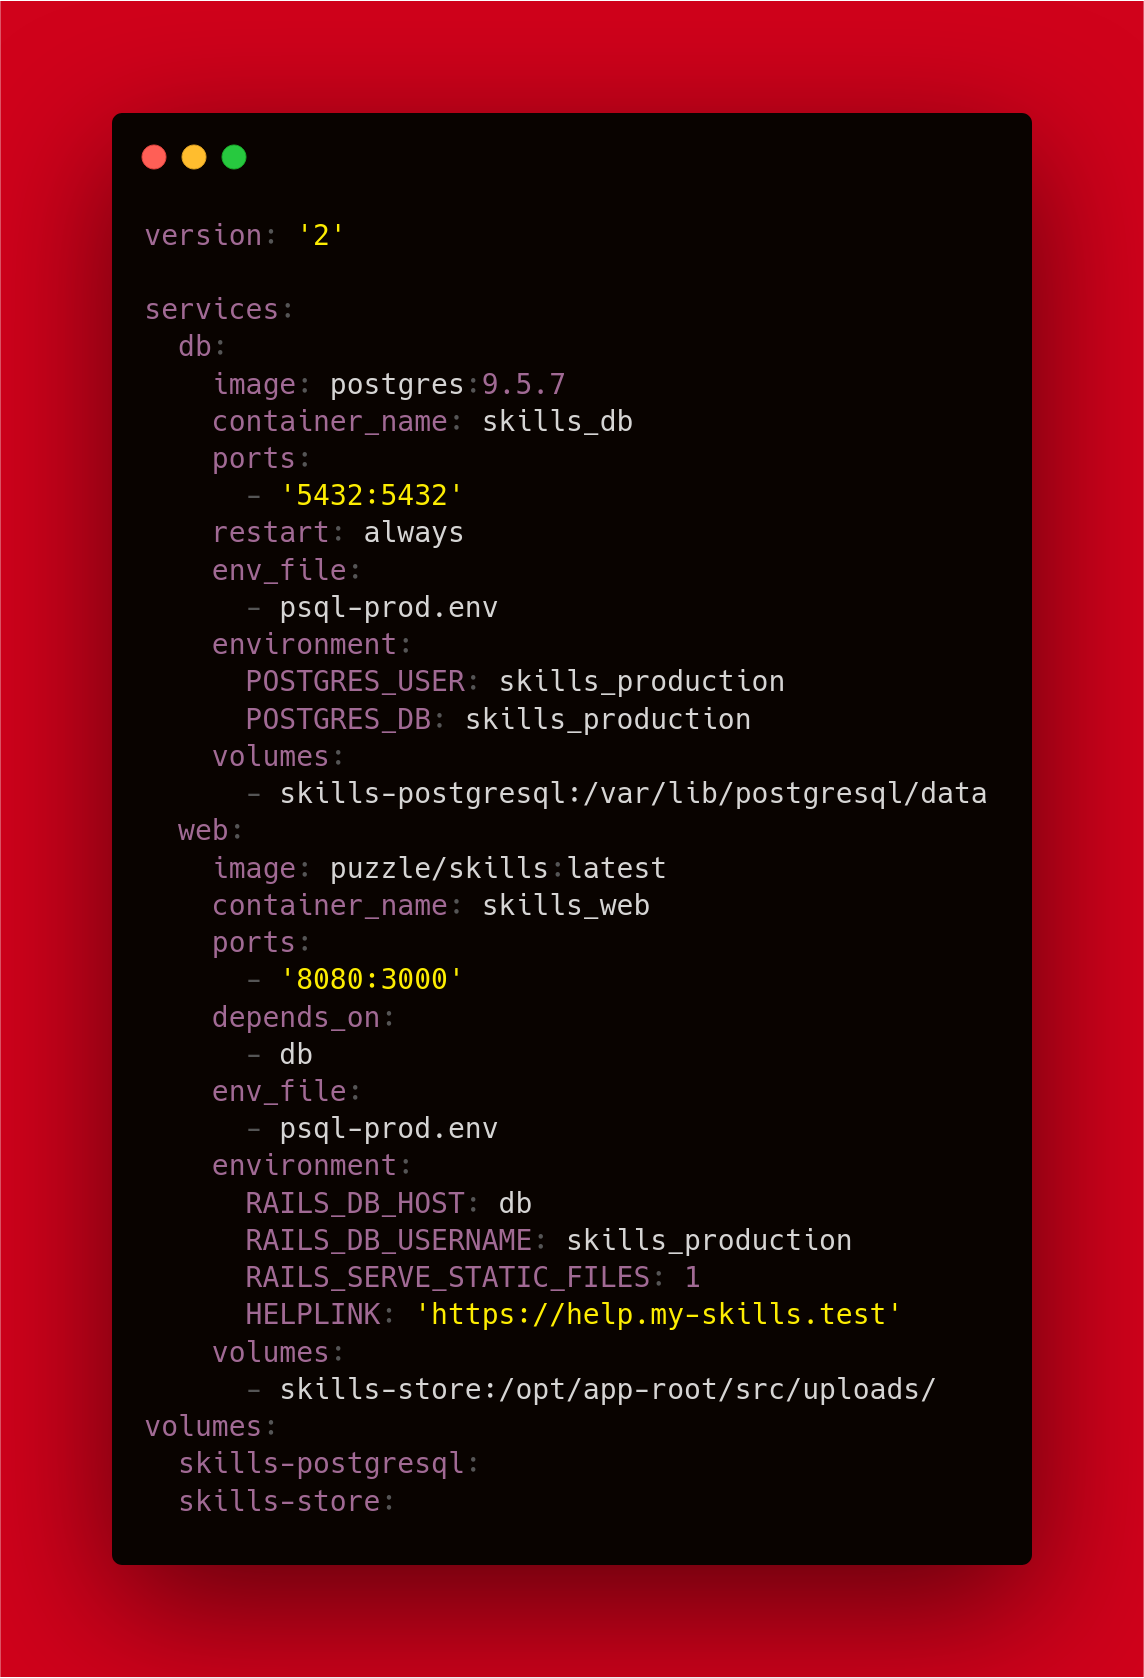 version: '2'

services:
  db:
    image: postgres:9.5.7
    container_name: skills_db
    ports:
      - '5432:5432'
    restart: always
    env_file:
      - psql-prod.env
    environment:
      POSTGRES_USER: skills_production
      POSTGRES_DB: skills_production
    volumes:
      - skills-postgresql:/var/lib/postgresql/data
  web:
    image: puzzle/skills:latest
    container_name: skills_web
    ports:
      - '8080:3000'
    depends_on:
      - db
    env_file:
      - psql-prod.env
    environment:
      RAILS_DB_HOST: db
      RAILS_DB_USERNAME: skills_production
      RAILS_SERVE_STATIC_FILES: 1
      HELPLINK: 'https://help.my-skills.test'
    volumes:
      - skills-store:/opt/app-root/src/uploads/
volumes:
  skills-postgresql:
  skills-store: